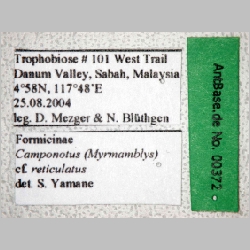 Trophobiose # 101 West Trail
Danum Valley, Sabah, Malaysia
4°58N, 117°48'E
25.08.2004
leg. D. Mezger & N. Blüthgen
Formicinae
Camponotus (Myrmamblys)
cf. reticulatus
det. S. Yamane
AntBase.de No. 00372